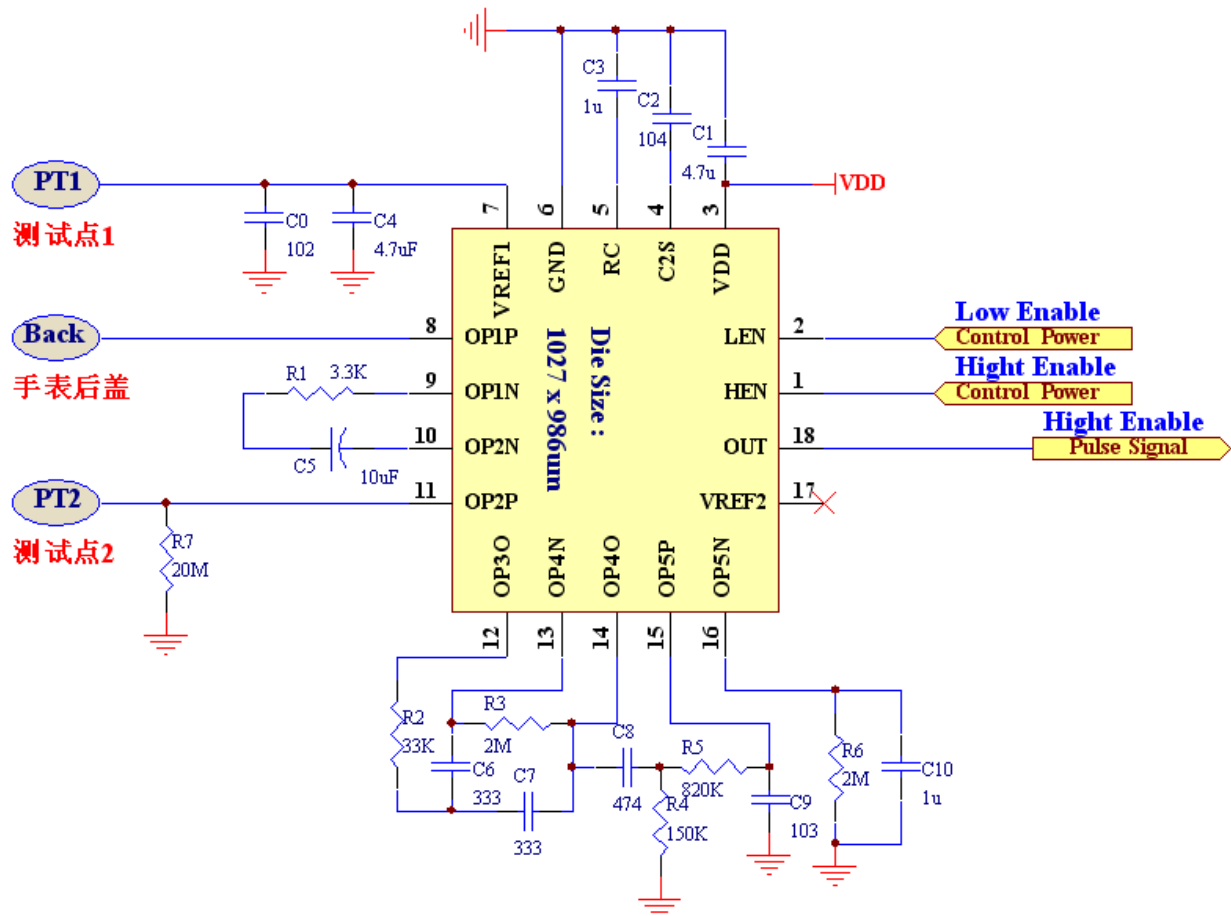 C3
1u
C2
104
C1
4.7u
VDD
PT1
测试点1
C0
102
C4
4.7uF
7
6
5
4
3
VREF1
GND
RC
C2S
VDD
Back
手表后盖
8
OP1P
R1
3.3K
9
OP1N
10
OP2N
C5
10uF
PT2
测试点2
11
OP2P
R7
20M
Die Size :
1027 x 986um
LEN
2
Low Enable
Control Power
HEN
1
Hight Enable
Control Power
OUT
18
Hight Enable
Pulse Signal
VREF2
17
OP3O
OP4N
OP4O
OP5P
OP5N
12
13
14
15
16
R2
33K
R3
2M
C6
333
C7
333
C8
474
R5
820K
R4
150K
C9
103
R6
2M
C10
1u